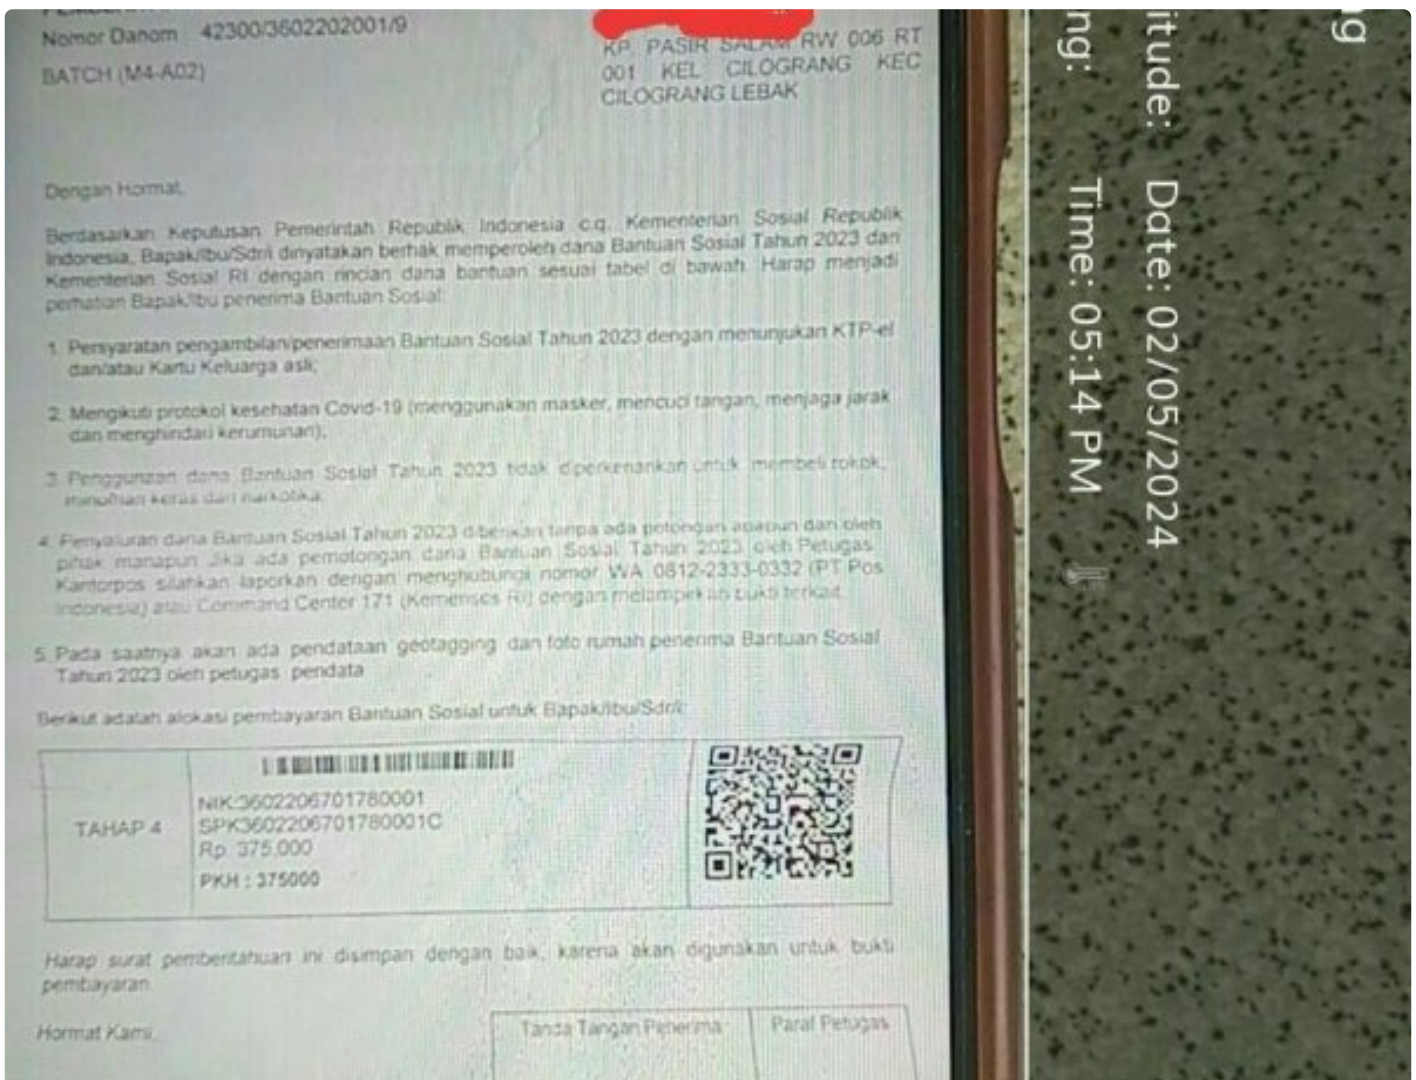 Nomor Danom 42300/3602202001/9
BATCH (M4-A02)
KP. PASIR SALAM RW 006 RT
001 KEL CILOGRANG KEC
CILOGRANG LEBAK
Dengan Hormat,
Berdasarkan Keputusan Pemerintah Republik Indonesia c.q. Kementerian Sosial Republik
Indonesia, Bapak/Ibu/Sdr/i dinyatakan berhak memperoleh dana Bantuan Sosial Tahun 2023 dari
Kementerian Sosial RI dengan rincian dana bantuan sesuai tabel di bawah. Harap menjadi
perhatian Bapak/Ibu penerima Bantuan Sosial:
1. Persyaratan pengambilan/penerimaan Bantuan Sosial Tahun 2023 dengan menunjukan KTP-el
dan/atau Kartu Keluarga asli;
2. Mengikuti protokol kesehatan Covid-19 (menggunakan masker, mencuci tangan, menjaga jarak
dan menghindari kerumunan);
3. Penggunaan dana Bantuan Sosial Tahun 2023 tidak diperkenankan untuk membeli rokok,
minuman keras dan narkotika.
4. Penyaluran dana Bantuan Sosial Tahun 2023 diberikan tanpa ada potongan apapun dan oleh
pihak manapun. Jika ada pemotongan dana Bantuan Sosial Tahun 2023 oleh Petugas
Kantorpos silahkan laporkan dengan menghubungi nomor WA 0812-2333-0332 (PT Pos
Indonesia) atau Command Center 171 (Kemensos RI) dengan melampirkan bukti terkait.
5. Pada saatnya akan ada pendataan geotagging dan foto rumah penerima Bantuan Sosial
Tahun 2023 oleh petugas pendata
Berikut adalah alokasi pembayaran Bantuan Sosial untuk Bapak/Ibu/Sdr/i:
TAHAP 4
NIK:3602206701780001
SPK3602206701780001C
Rp. 375.000
PKH : 375000
Harap surat pemberitahuan ini disimpan dengan baik, karena akan digunakan untuk bukti
pembayaran.
Hormat Kami,
Tanda Tangan Penerima
Paraf Petugas
g
itude: Date: 02/05/2024
ng: Time: 05:14 PM